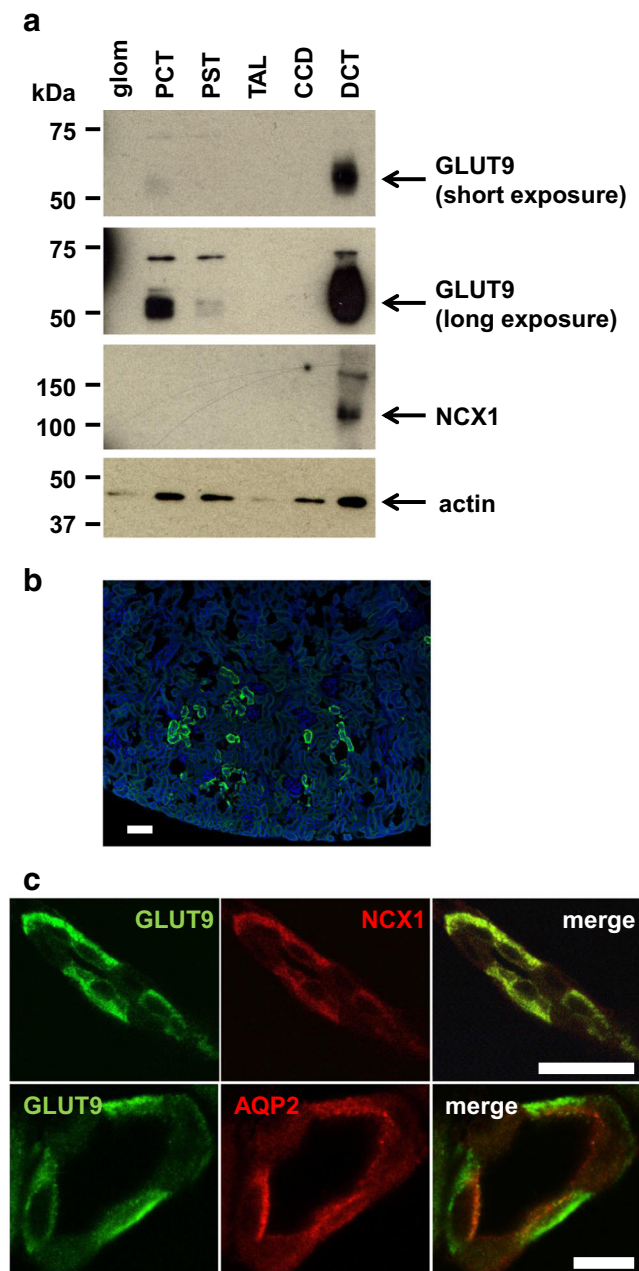 a
glom PCT PST TAL CCD DCT
kDa
75
50
GLUT9
(short exposure)
75
50
GLUT9
(long exposure)
150
100
NCX1
50
37
actin
b
c
GLUT9 NCX1 merge
GLUT9 AQP2 merge